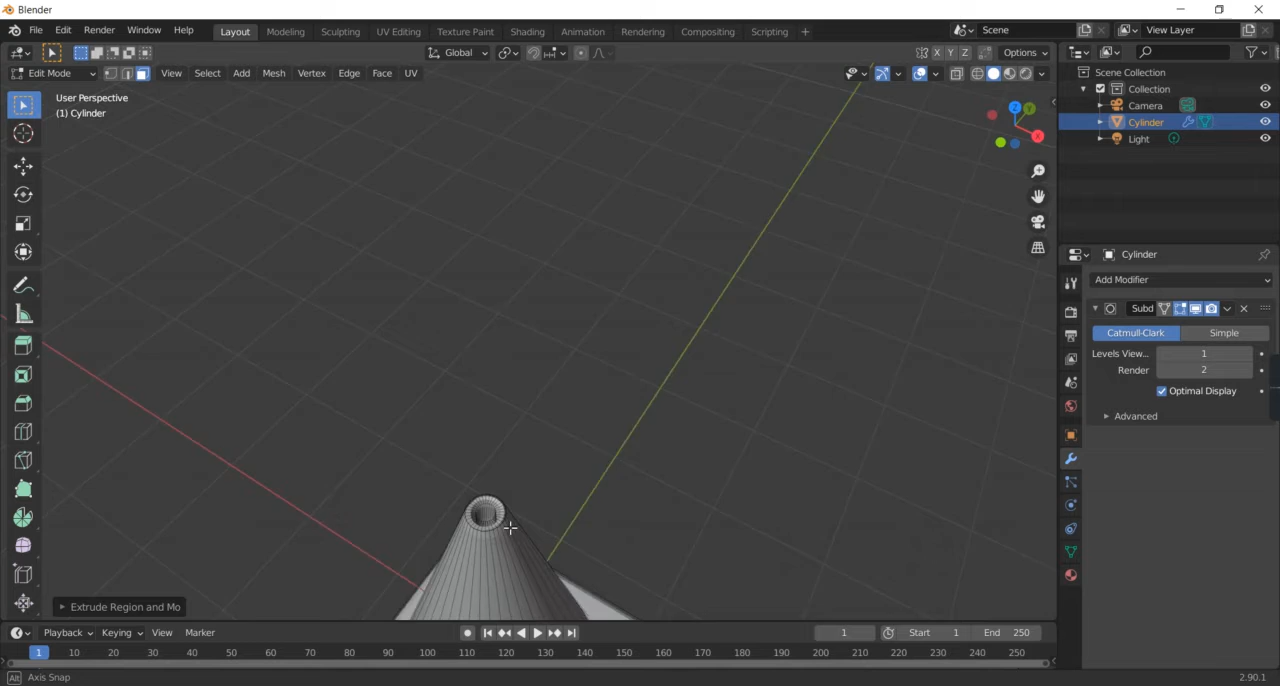 Blender
File Edit Render Window Help Layout Modeling Sculpting UV Editing Texture Paint Shading Animation Rendering Compositing Scripting + Scene View Layer
Global X Y Z Options
Edit Mode View Select Add Mesh Vertex Edge Face UV
User Perspective
(1) Cylinder
Z Y X
Scene Collection
Collection
Camera
Cylinder
Light
Cylinder
Add Modifier
Subd
Catmull-Clark Simple
Levels View... 1
Render 2
Optimal Display
Advanced
Extrude Region and Mo
Playback Keying View Marker 1 Start 1 End 250
1 10 20 30 40 50 60 70 80 90 100 110 120 130 140 150 160 170 180 190 200 210 220 230 240 250
Alt Axis Snap 2.90.1